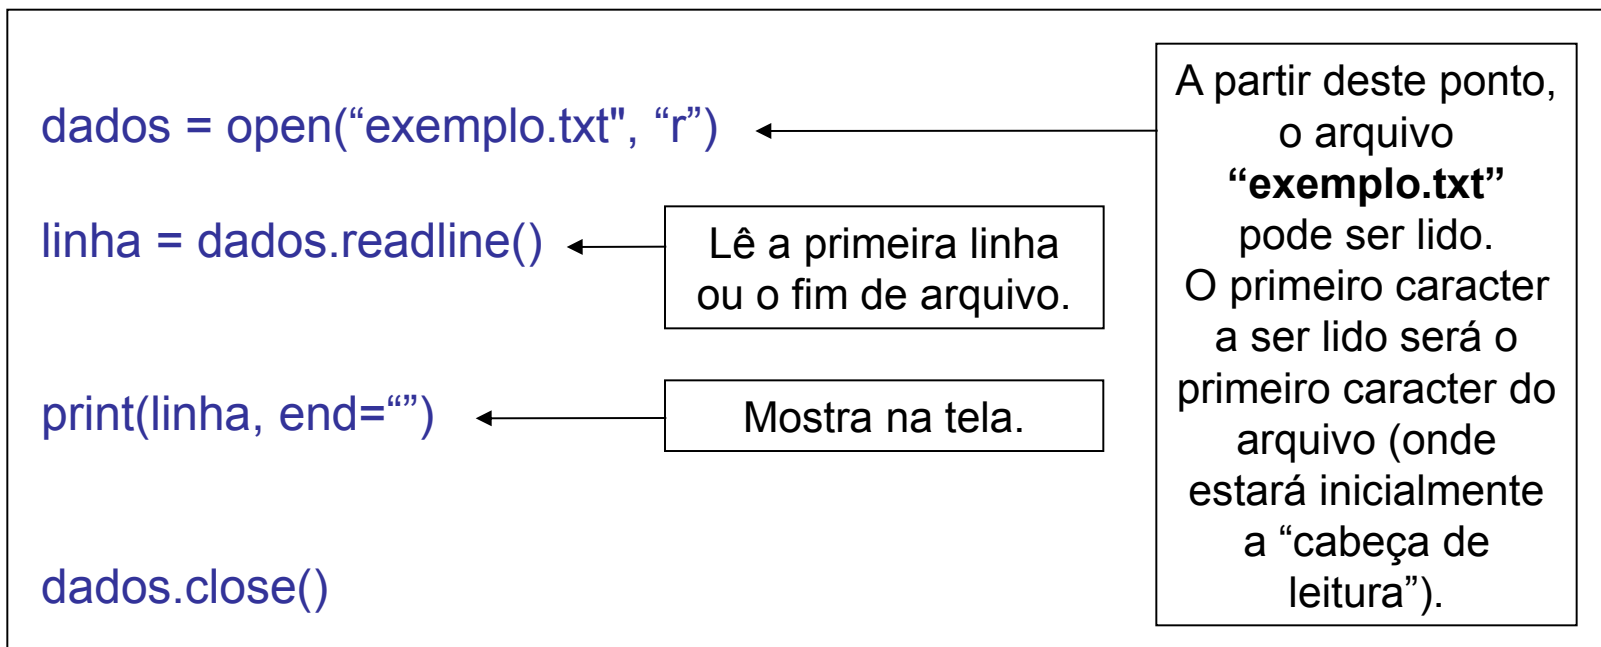 dados = open(“exemplo.txt", “r”)
linha = dados.readline()
Lê a primeira linha
ou o fim de arquivo.
print(linha, end=“”)
Mostra na tela.
dados.close()
A partir deste ponto,
o arquivo
“exemplo.txt”
pode ser lido.
O primeiro caracter
a ser lido será o
primeiro caracter do
arquivo (onde
estará inicialmente
a “cabeça de
leitura”).